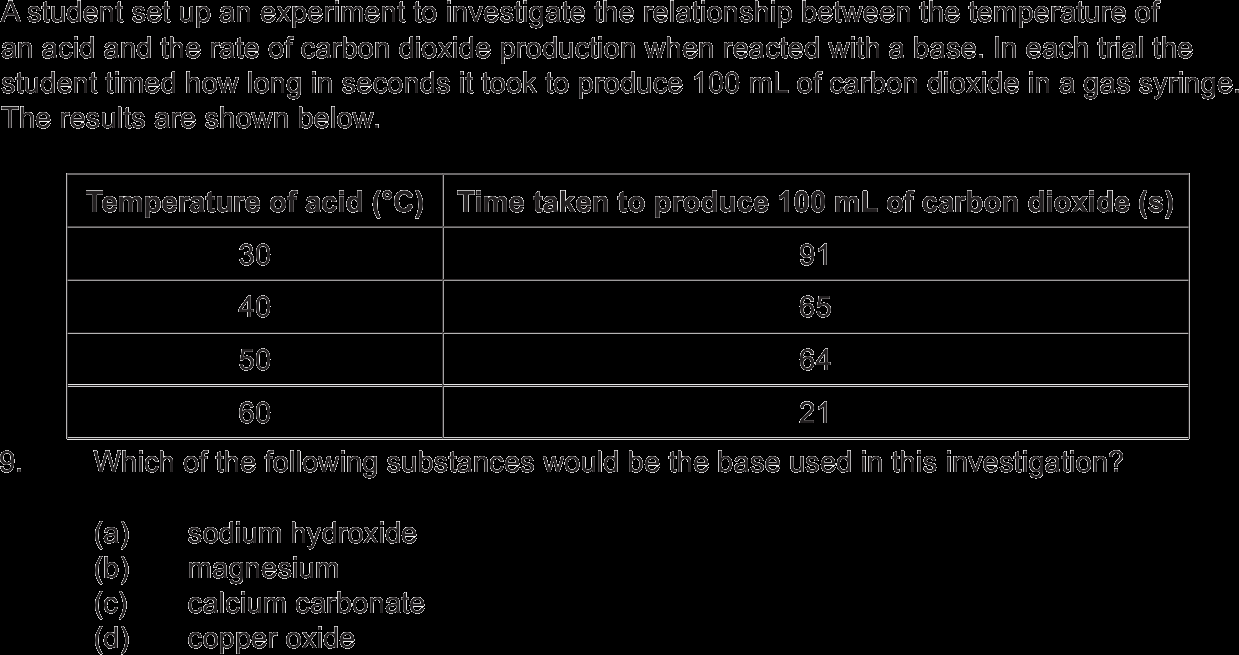 A student set up an experiment to investigate the relationship between the temperature of
an acid and the rate of carbon dioxide production when reacted with a base. In each trial the
student timed how long in seconds it took to produce 100 mL of carbon dioxide in a gas syringe.
The results are shown below.
Temperature of acid (°C) Time taken to produce 100 mL of carbon dioxide (s)
30 91
40 65
50 64
60 21
9. Which of the following substances would be the base used in this investigation?
(a) sodium hydroxide
(b) magnesium
(c) calcium carbonate
(d) copper oxide